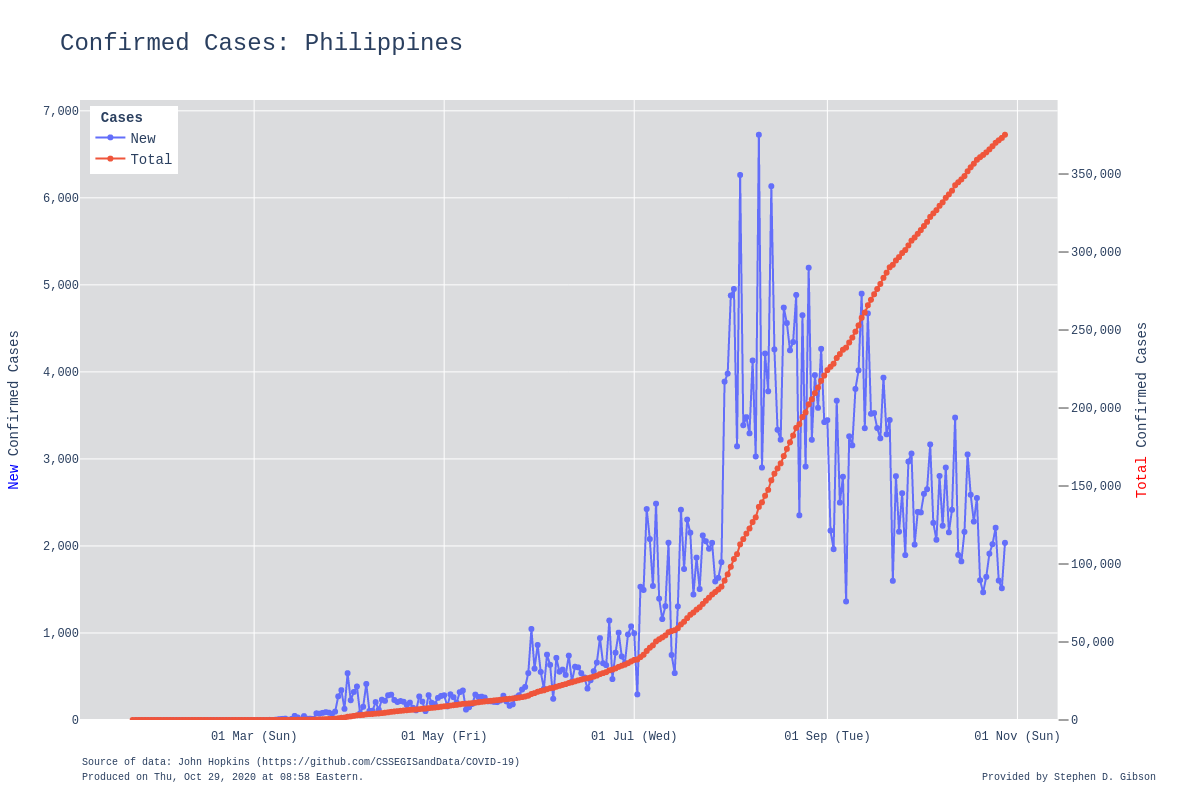 Confirmed Cases: Philippines
Cases
New
Total
7,000
6,000
5,000
4,000
3,000
2,000
1,000
0
New Confirmed Cases
350,000
300,000
250,000
200,000
150,000
100,000
50,000
0
Total Confirmed Cases
01 Mar (Sun)
01 May (Fri)
01 Jul (Wed)
01 Sep (Tue)
01 Nov (Sun)
Source of data: John Hopkins (https://github.com/CSSEGISandData/COVID-19)
Produced on Thu, Oct 29, 2020 at 08:58 Eastern.
Provided by Stephen D. Gibson